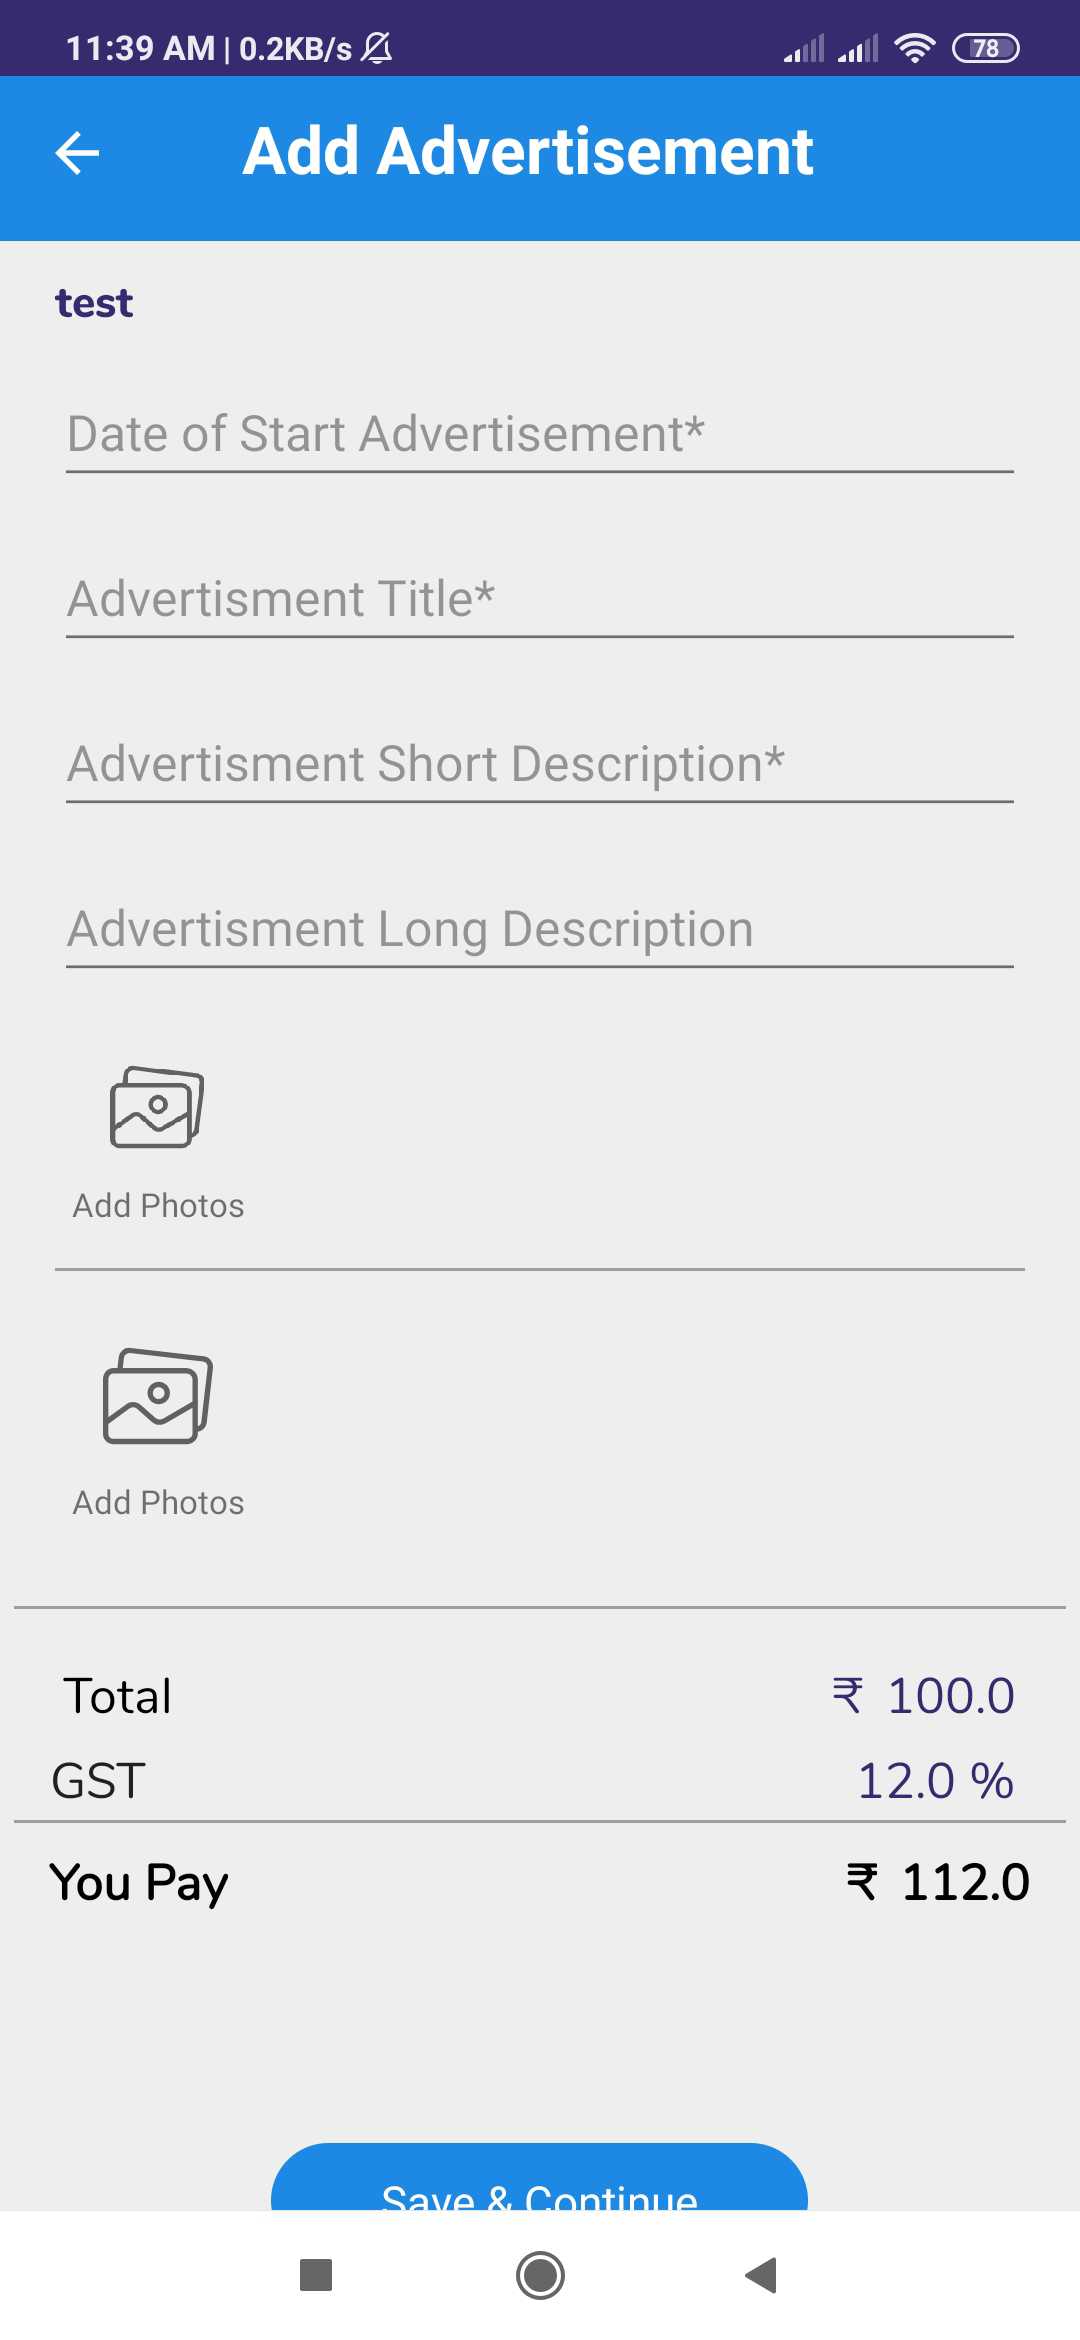 11:39 AM | 0.2KB/s
78
Add Advertisement
test
Date of Start Advertisement*
Advertisment Title*
Advertisment Short Description*
Advertisment Long Description
Add Photos
Add Photos
Total ₹ 100.0
GST 12.0 %
You Pay ₹ 112.0
Save & Continue